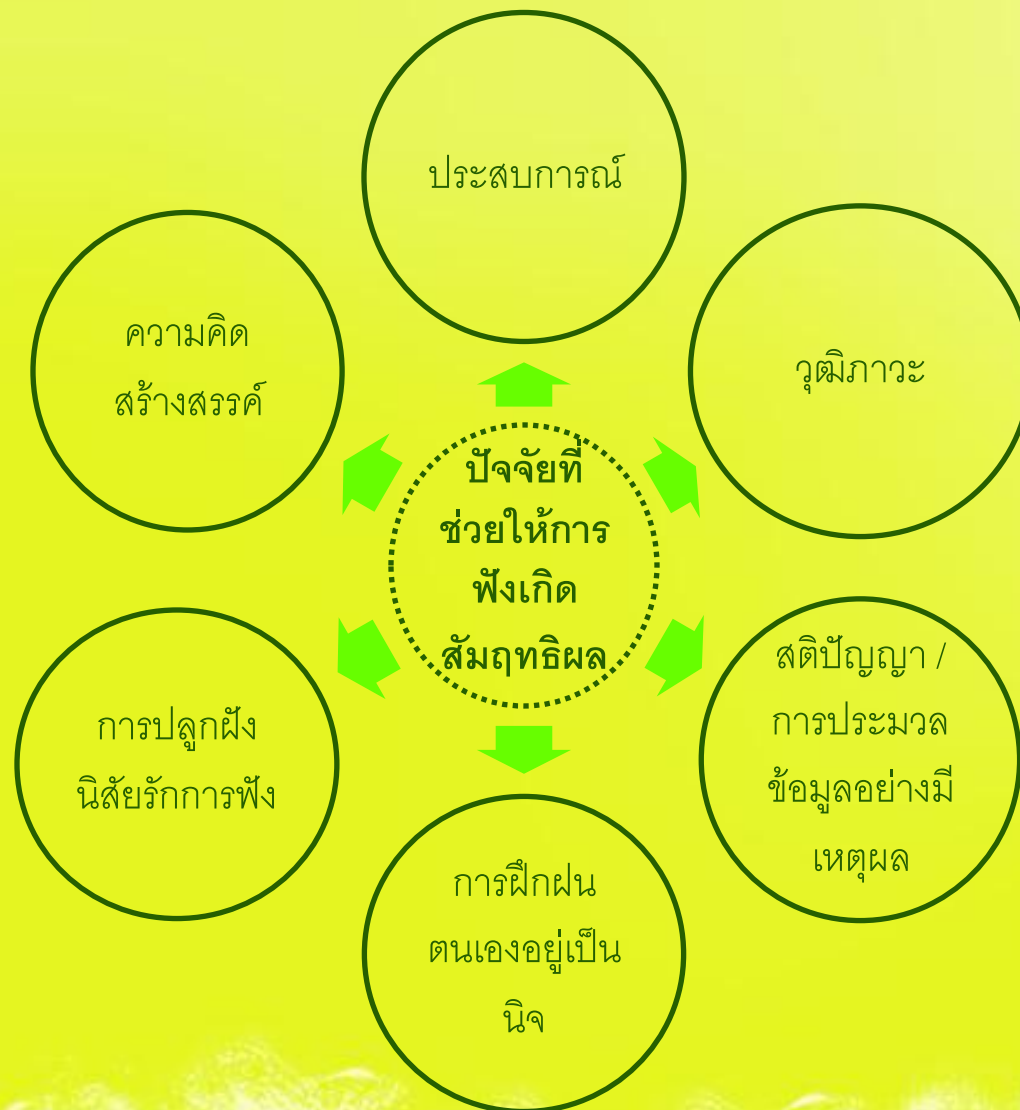 ประสบการณ์
วุฒิภาวะ
สติปัญญา /
การประมวล
ข้อมูลอย่างมี
เหตุผล
การฝึกฝน
ตนเองอยู่เป็น
นิจ
การปลูกฝัง
นิสัยรักการฟัง
ความคิด
สร้างสรรค์
ปัจจัยที่
ช่วยให้การ
ฟังเกิด
สัมฤทธิผล